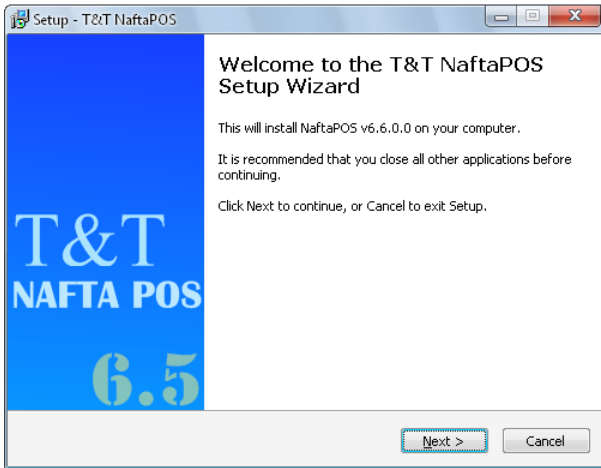 Setup - T&T NaftaPOS
Welcome to the T&T NaftaPOS
Setup Wizard
This will install NaftaPOS v6.6.0.0 on your computer.
It is recommended that you close all other applications before
continuing.
Click Next to continue, or Cancel to exit Setup.
T&T
NAFTA POS
6.5
Next >
Cancel